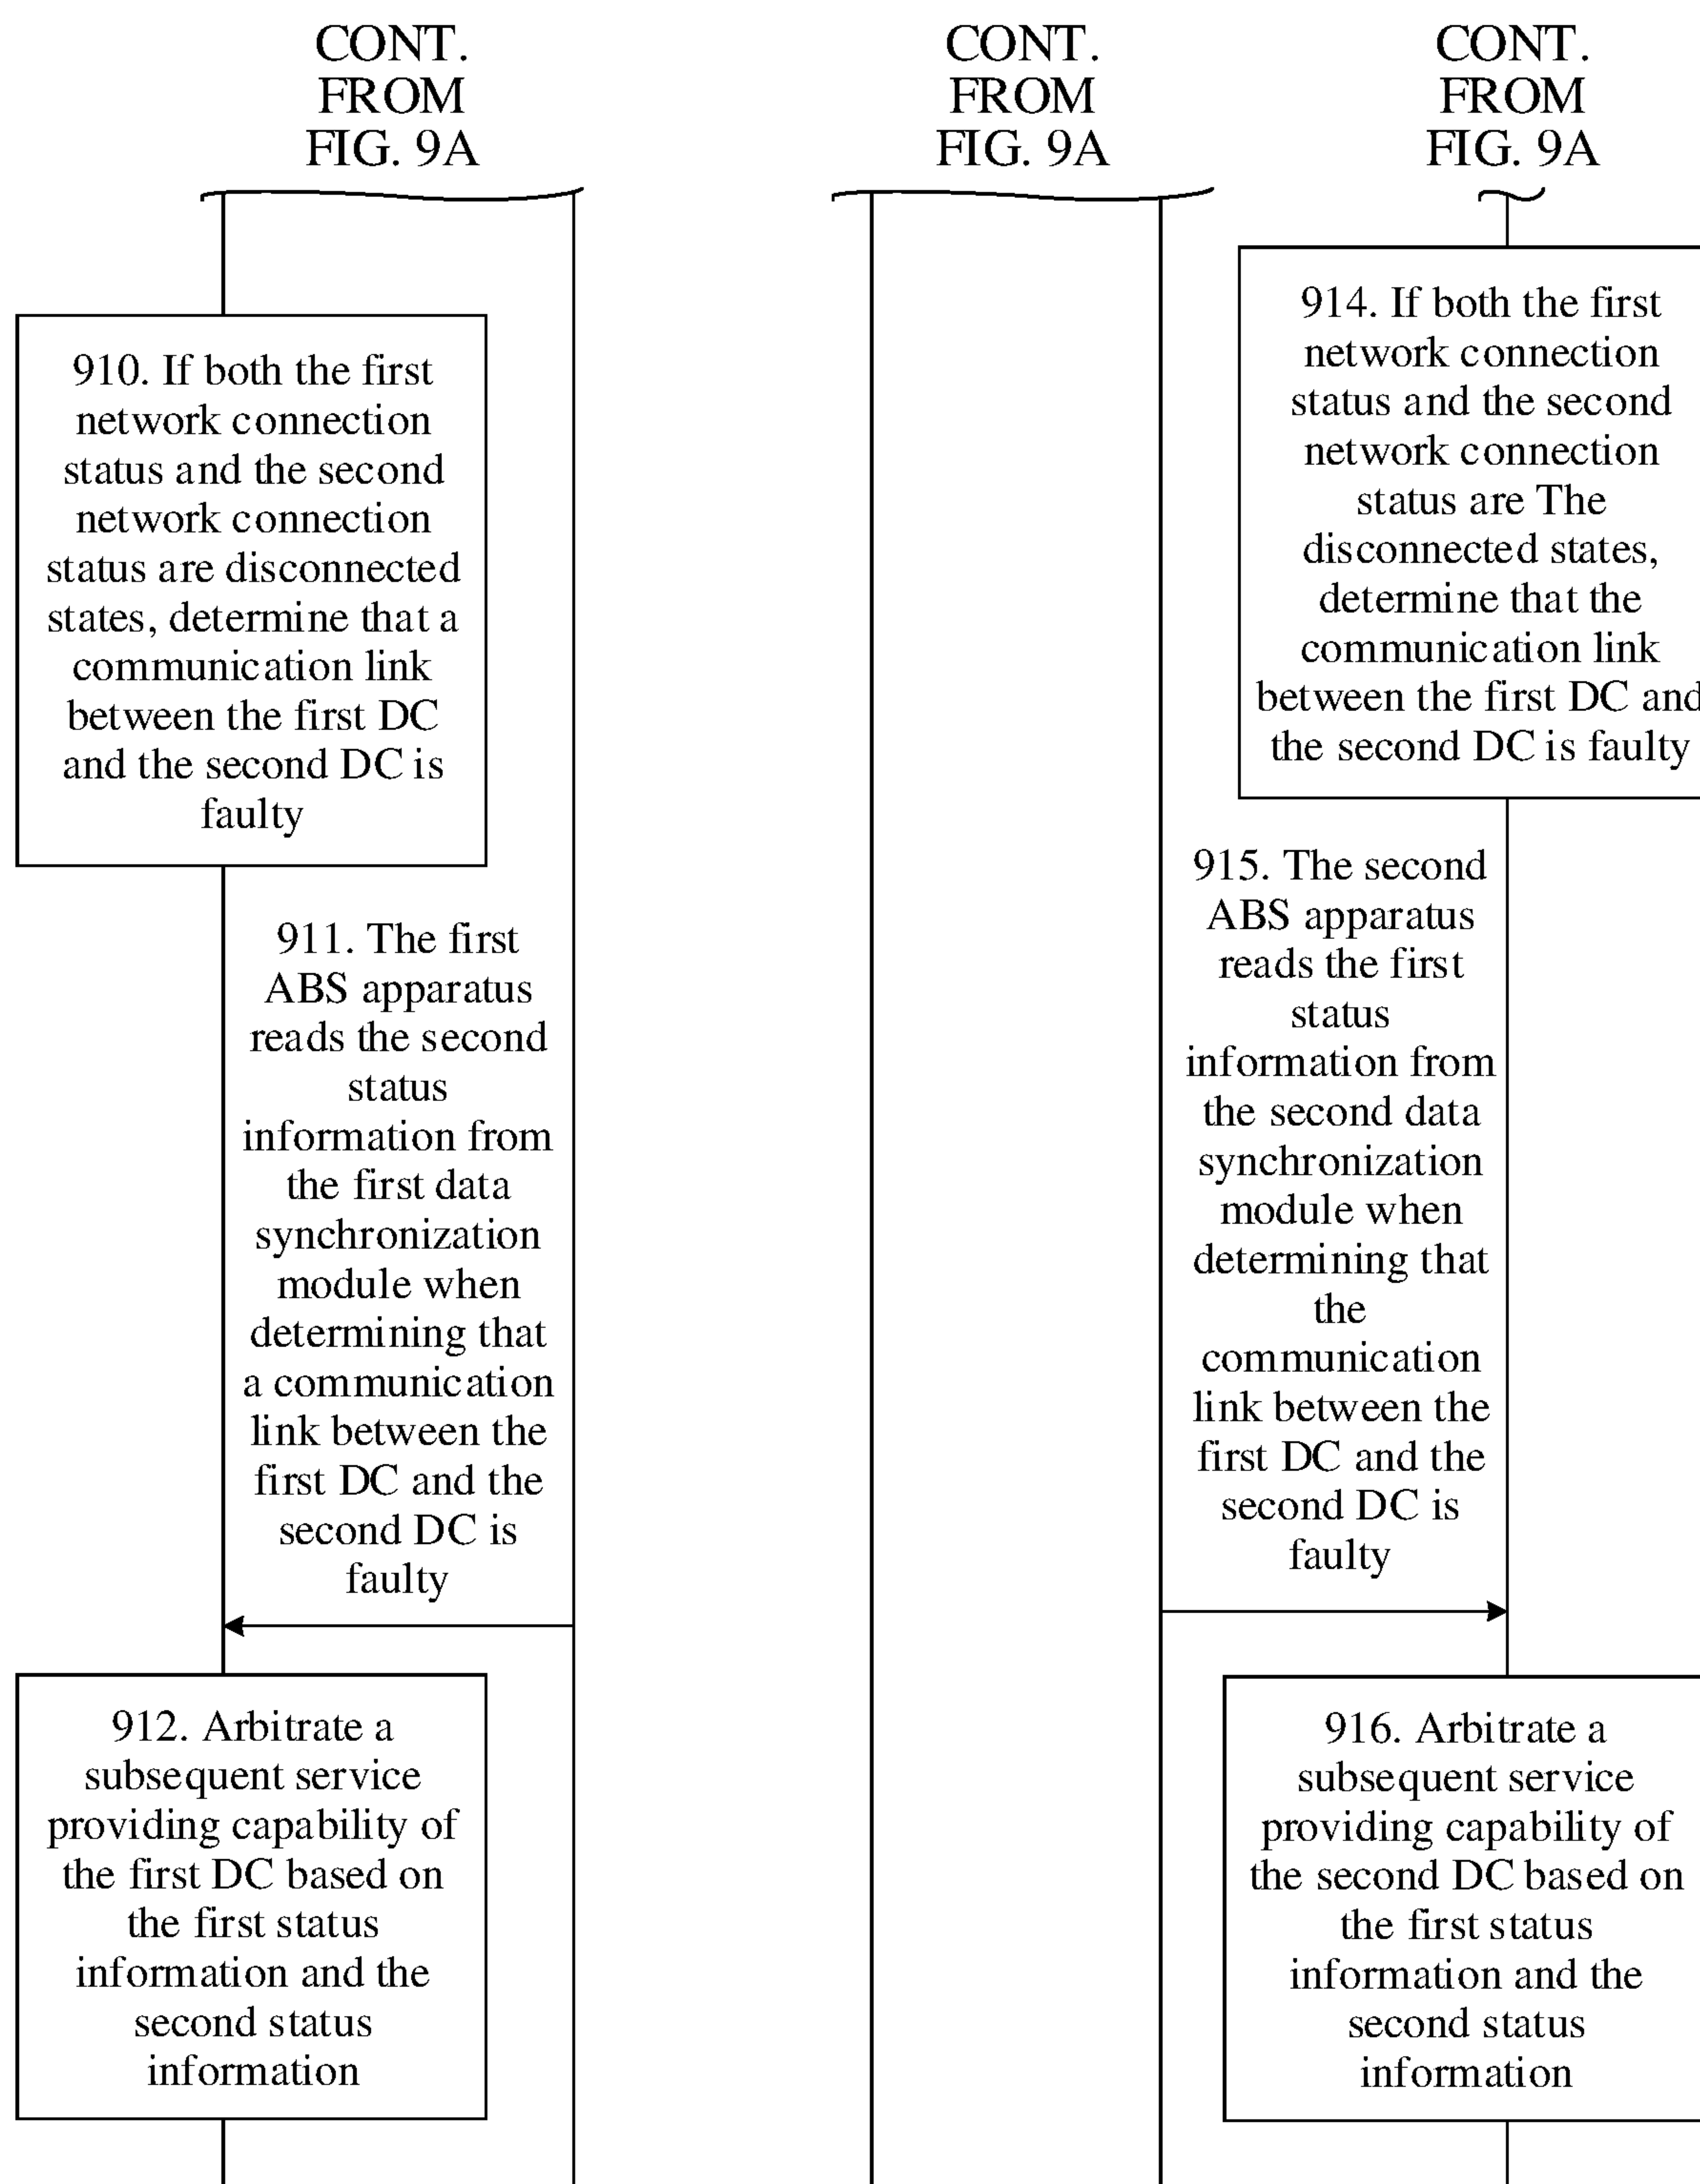 CONT.
FROM
FIG. 9A
CONT.
FROM
FIG. 9A
CONT.
FROM
FIG. 9A
910. If both the first
network connection
status and the second
network connection
status are disconnected
states, determine that a
communication link
between the first DC
and the second DC is
faulty
911. The first
ABS apparatus
reads the second
status
information from
the first data
synchronization
module when
determining that
a communication
link between the
first DC and the
second DC is
faulty
912. Arbitrate a
subsequent service
providing capability of
the first DC based on
the first status
information and the
second status
information
914. If both the first
network connection
status and the second
network connection
status are The
disconnected states,
determine that the
communication link
between the first DC and
the second DC is faulty
915. The second
ABS apparatus
reads the first
status
information from
the second data
synchronization
module when
determining that
the
communication
link between the
first DC and the
second DC is
faulty
916. Arbitrate a
subsequent service
providing capability of
the second DC based on
the first status
information and the
second status
information